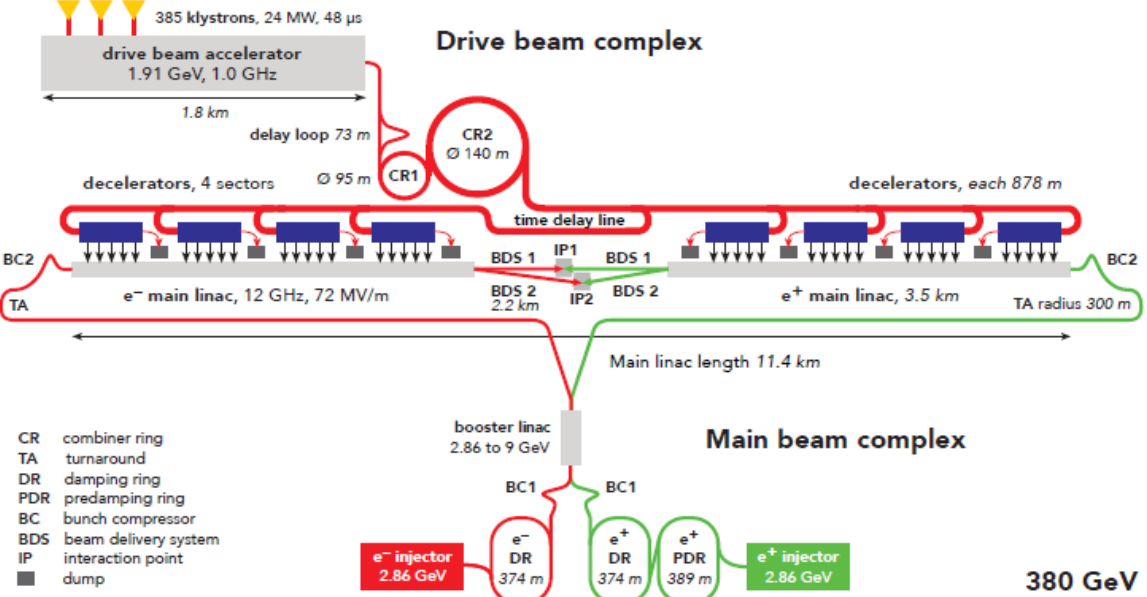 385 klystrons, 24 MW, 48 µs
Drive beam complex
drive beam accelerator
1.91 GeV, 1.0 GHz
1.8 km
delay loop 73 m
CR2
Ø 140 m
Ø 95 m
CR1
decelerators, 4 sectors
decelerators, each 878 m
time delay line
BC2
BDS 1
IP1
BDS 1
BC2
e− main linac, 12 GHz, 72 MV/m
BDS 2
2.2 km
IP2
BDS 2
e+ main linac, 3.5 km
TA
TA radius 300 m
Main linac length 11.4 km
booster linac
2.86 to 9 GeV
Main beam complex
CR combiner ring
TA turnaround
DR damping ring
PDR predamping ring
BC bunch compressor
BDS beam delivery system
IP interaction point
dump
BC1
BC1
e− injector
2.86 GeV
e−
DR
374 m
e+
DR
374 m
e+
PDR
389 m
e+ injector
2.86 GeV
380 GeV